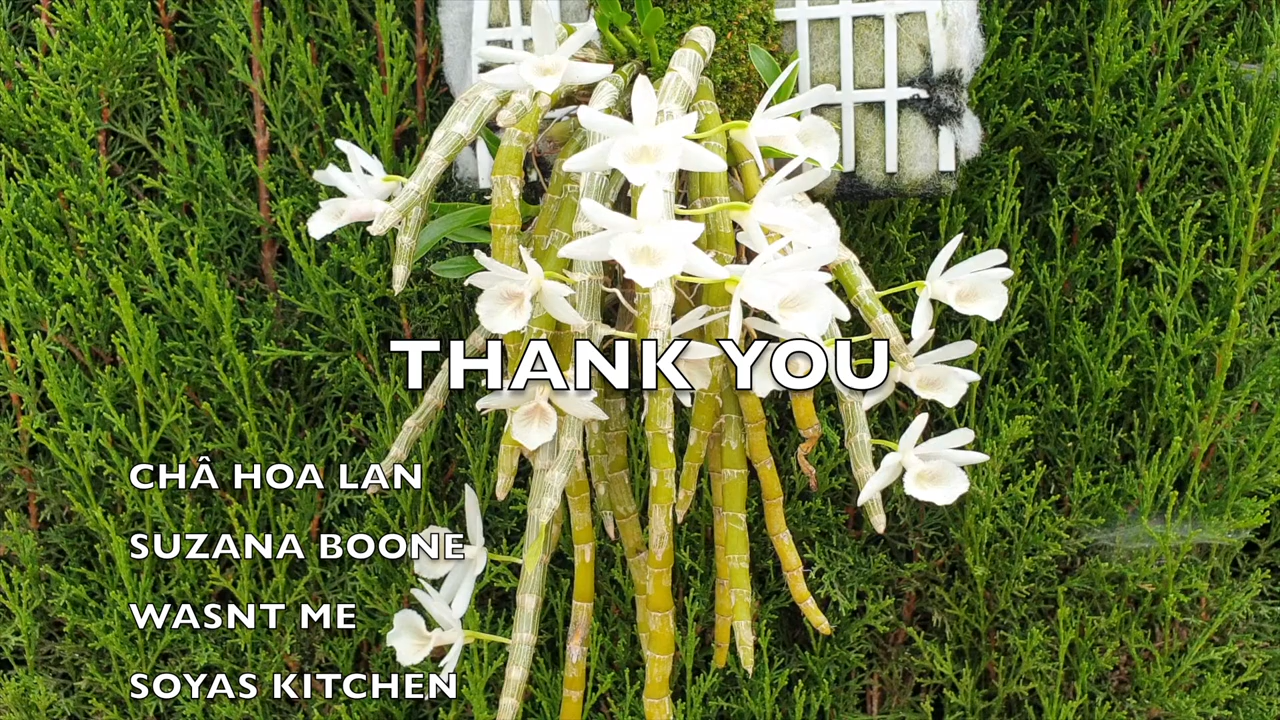 THANK YOU
CHÂ HOA LAN
SUZANA BOONE
WASNT ME
SOYAS KITCHEN